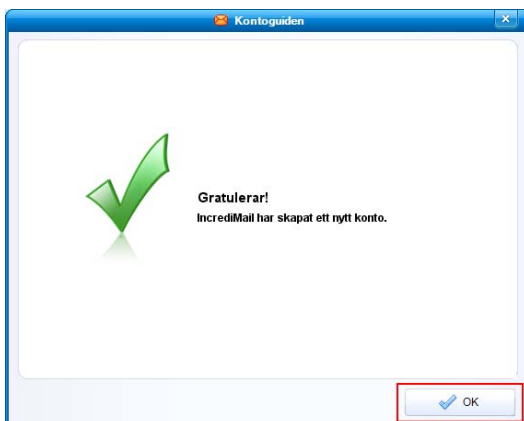 Kontoguiden
Gratulerar!
IncrediMail har skapat ett nytt konto.
OK